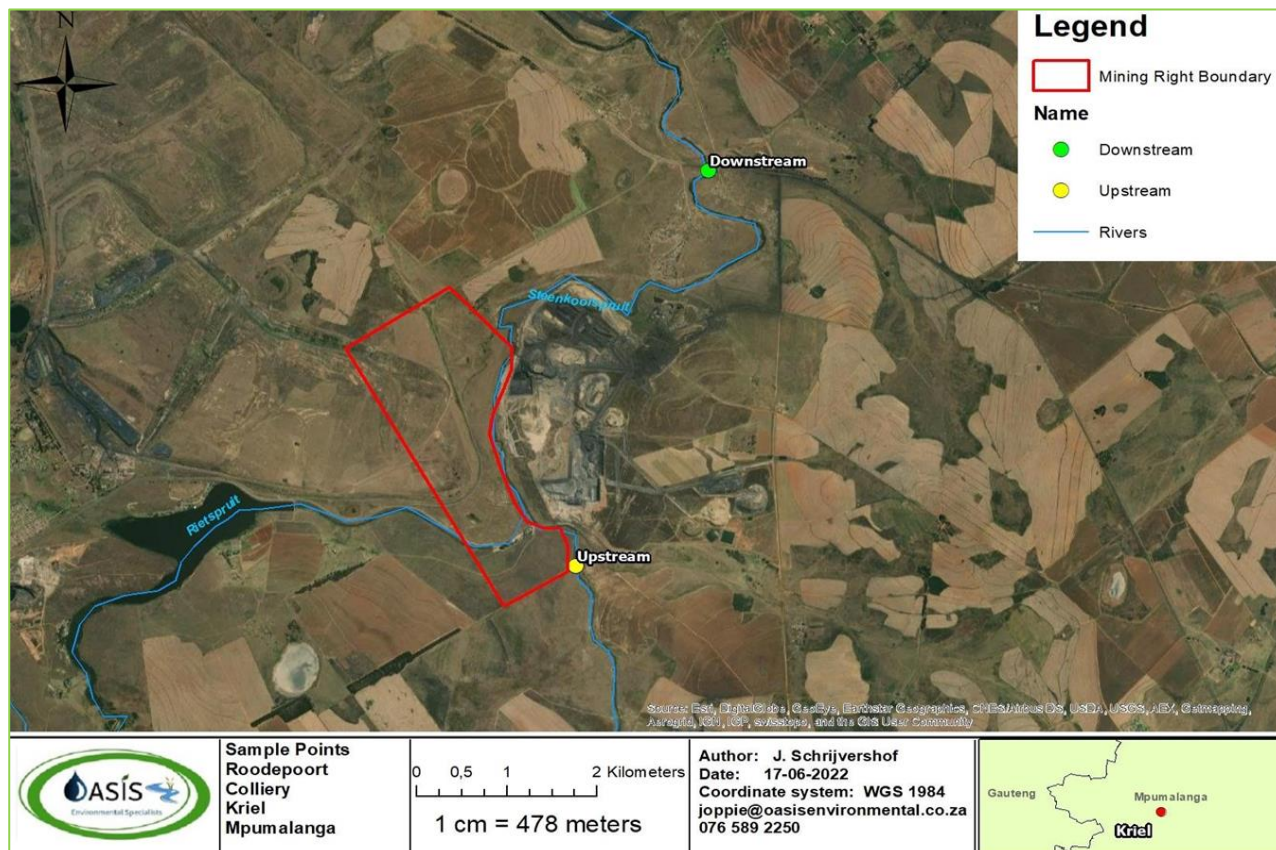 N
Legend
Mining Right Boundary
Name
Downstream
Upstream
Rivers
Downstream
Steenkoolspruit
Rietspruit
Upstream
Source: Esri, DigitalGlobe, GeoEye, Earthstar Geographics, CNES/Airbus DS, USDA, USGS, AEX, Getmapping,
Aerogrid, IGN, IGP, swisstopo, and the GIS User Community
OASIS
Environmental Specialists
Sample Points
Roodepoort
Colliery
Kriel
Mpumalanga
0 0,5 1 2 Kilometers
1 cm = 478 meters
Author: J. Schrijvershof
Date: 17-06-2022
Coordinate system: WGS 1984
joppie@oasisenvironmental.co.za
076 589 2250
Gauteng
Mpumalanga
Kriel